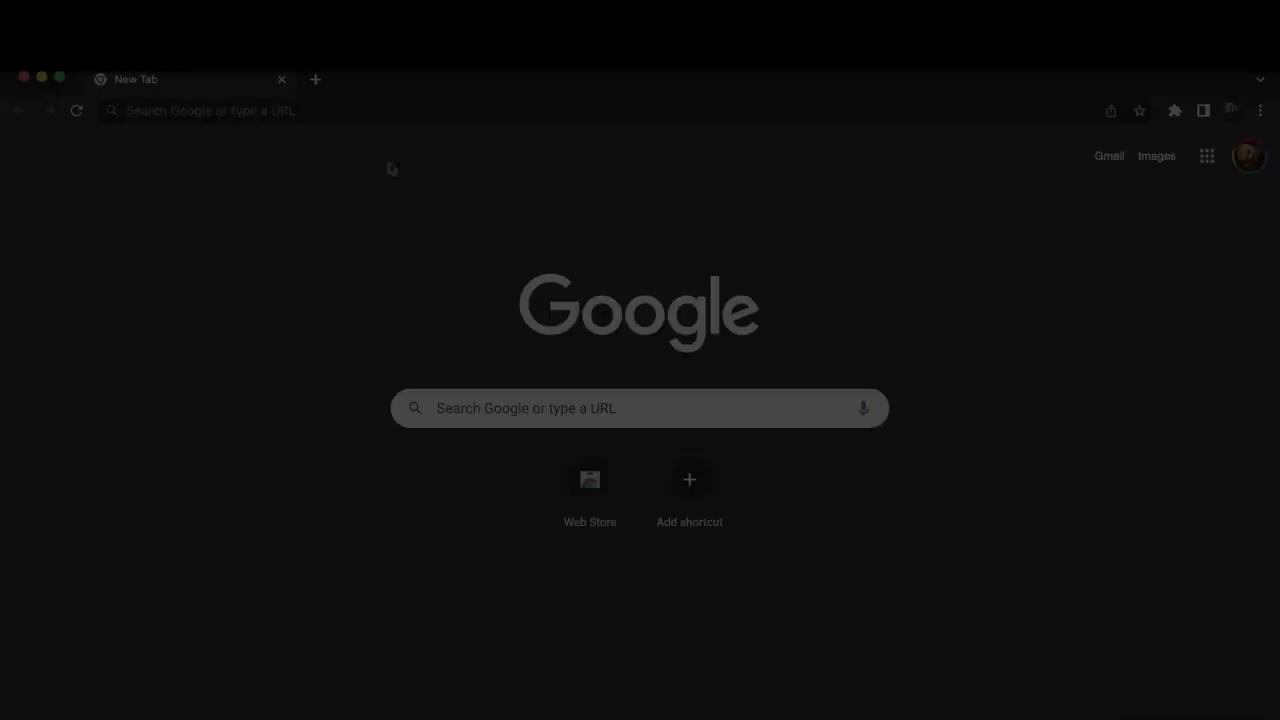 New Tab
Search Google or type a URL
Gmail Images
Google
Search Google or type a URL
Web Store Add shortcut